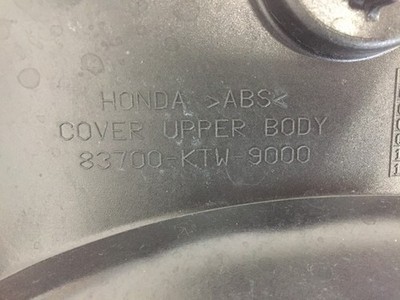 HONDA >ABS<
COVER UPPER BODY
83700-KTW-9000